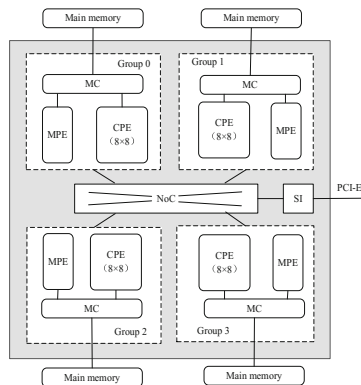 Main memory
Main memory
Group 0
Group 1
MC
MC
MPE
CPE
(8×8)
CPE
(8×8)
MPE
NoC
SI
PCI-E
MPE
CPE
(8×8)
CPE
(8×8)
MPE
MC
MC
Group 2
Group 3
Main memory
Main memory